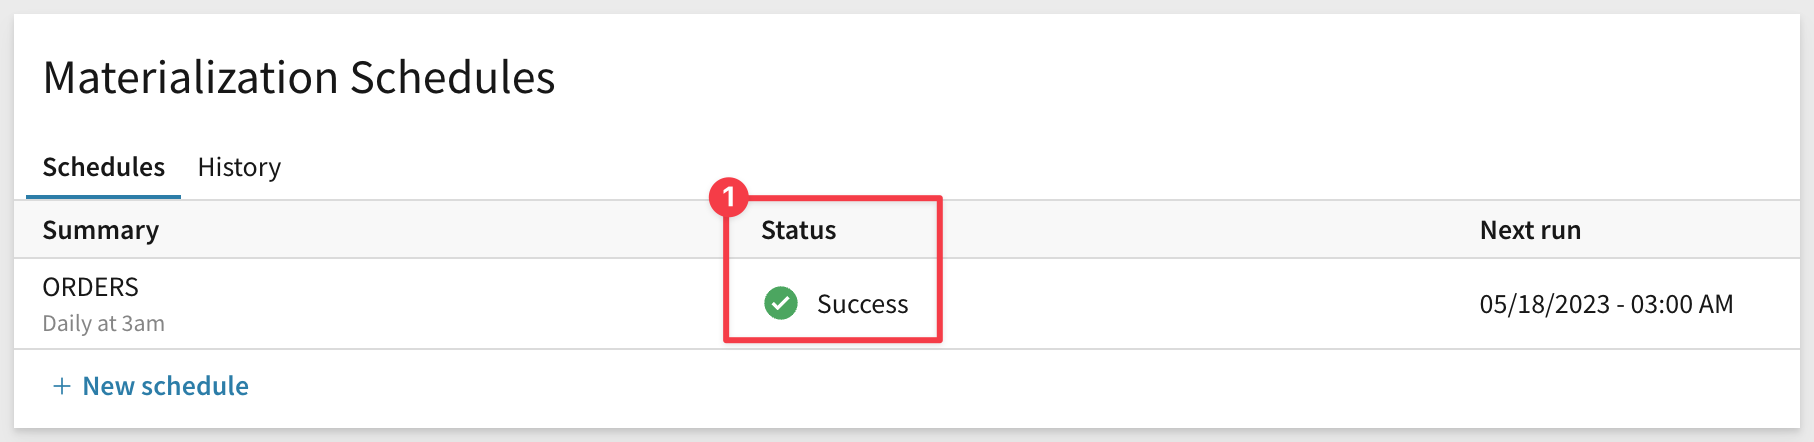 Materialization Schedules
Schedules History
1
Summary Status Next run
ORDERS
Daily at 3am
Success
05/18/2023 - 03:00 AM
+ New schedule